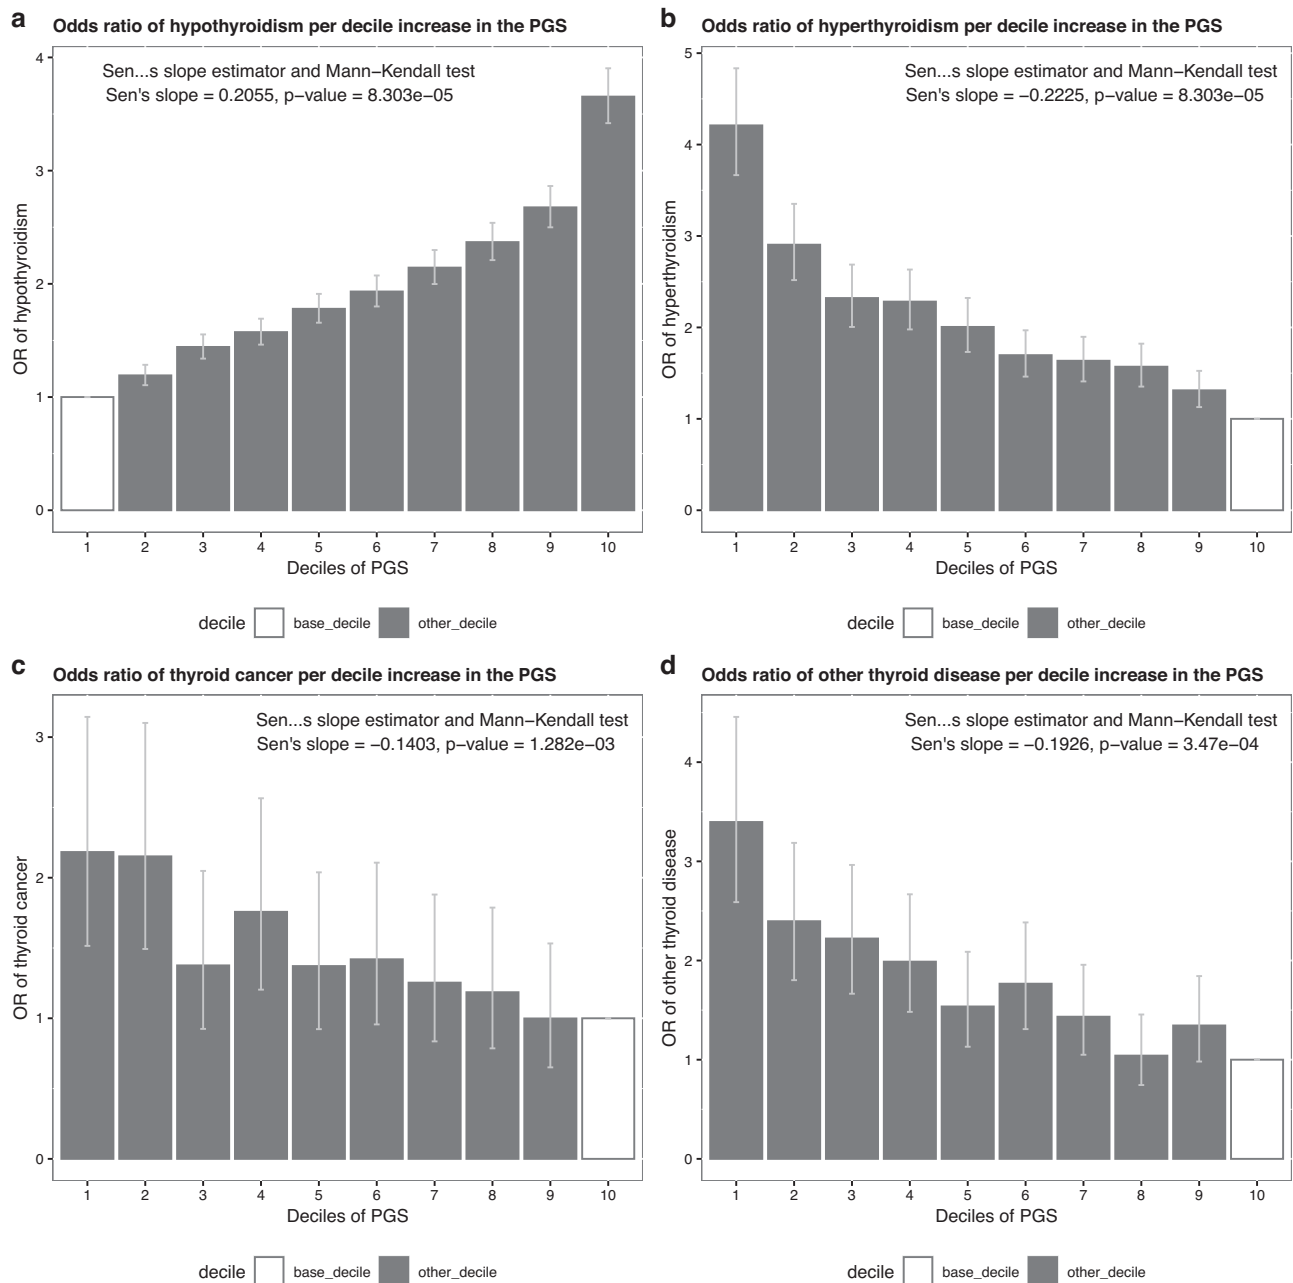 a
Odds ratio of hypothyroidism per decile increase in the PGS
Sen...s slope estimator and Mann−Kendall test
Sen's slope = 0.2055, p−value = 8.303e−05
OR of hypothyroidism
4
3
2
1
0
1 2 3 4 5 6 7 8 9 10
Deciles of PGS
decile base_decile other_decile
b
Odds ratio of hyperthyroidism per decile increase in the PGS
Sen...s slope estimator and Mann−Kendall test
Sen's slope = −0.2225, p−value = 8.303e−05
OR of hyperthyroidism
5
4
3
2
1
0
1 2 3 4 5 6 7 8 9 10
Deciles of PGS
decile base_decile other_decile
c
Odds ratio of thyroid cancer per decile increase in the PGS
Sen...s slope estimator and Mann−Kendall test
Sen's slope = −0.1403, p−value = 1.282e−03
OR of thyroid cancer
3
2
1
0
1 2 3 4 5 6 7 8 9 10
Deciles of PGS
decile base_decile other_decile
d
Odds ratio of other thyroid disease per decile increase in the PGS
Sen...s slope estimator and Mann−Kendall test
Sen's slope = −0.1926, p−value = 3.47e−04
OR of other thyroid disease
4
3
2
1
0
1 2 3 4 5 6 7 8 9 10
Deciles of PGS
decile base_decile other_decile